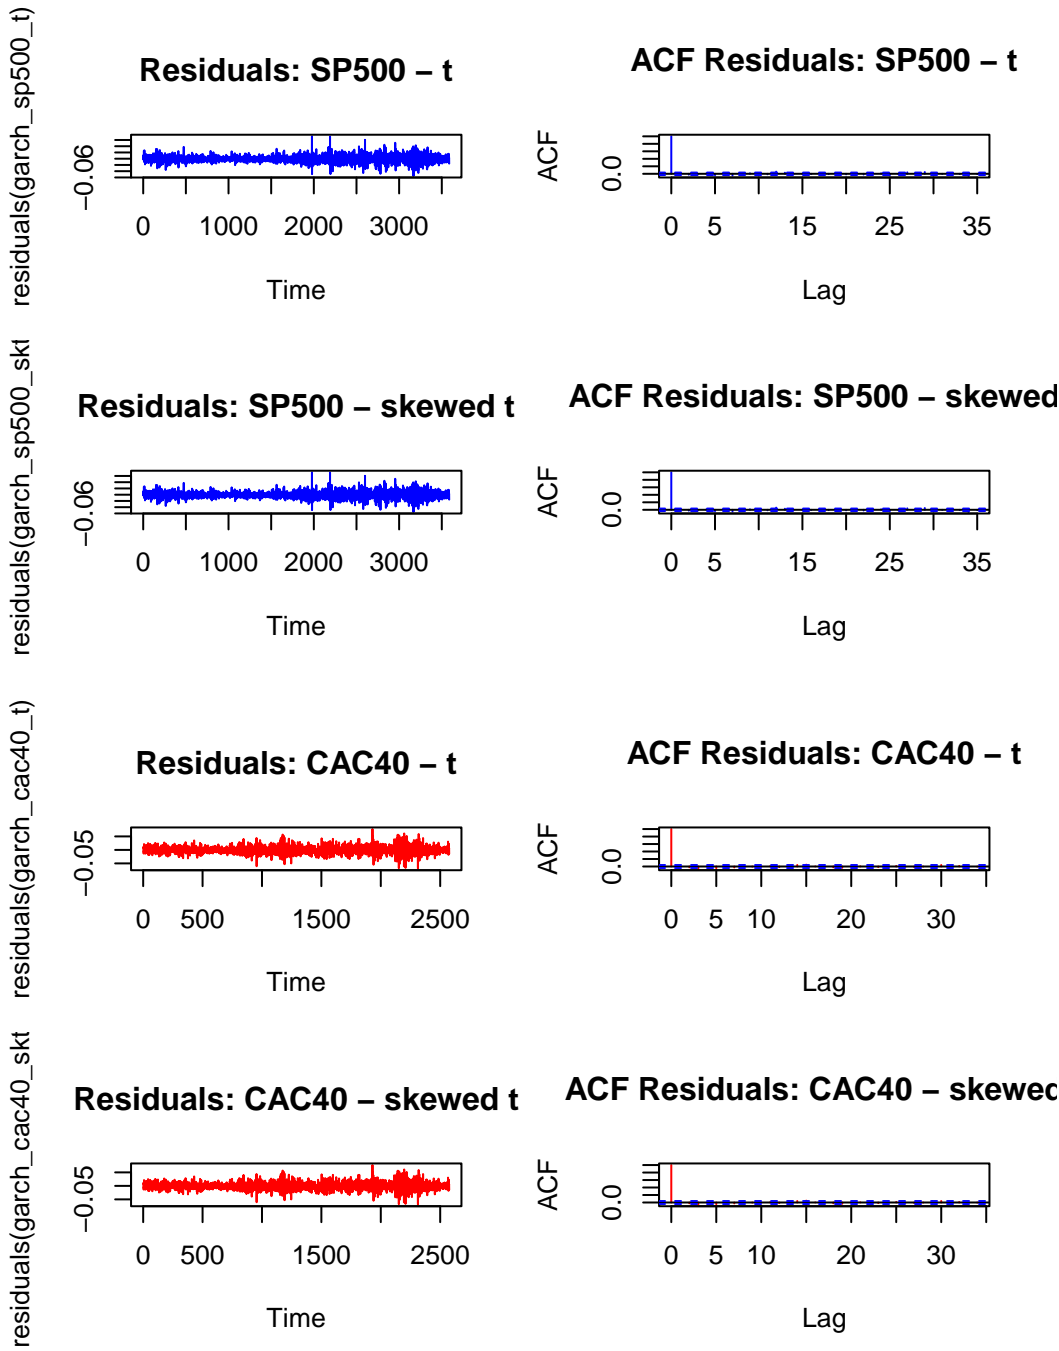 residuals(garch_sp500_t)
Residuals: SP500 – t
−0.06
0 1000 2000 3000
Time
ACF Residuals: SP500 – t
ACF
0.0
0 5 15 25 35
Lag
residuals(garch_sp500_skt
Residuals: SP500 – skewed t
−0.06
0 1000 2000 3000
Time
ACF Residuals: SP500 – skewed
ACF
0.0
0 5 15 25 35
Lag
residuals(garch_cac40_t)
Residuals: CAC40 – t
−0.05
0 500 1500 2500
Time
ACF Residuals: CAC40 – t
ACF
0.0
0 5 10 20 30
Lag
residuals(garch_cac40_skt
Residuals: CAC40 – skewed t
−0.05
0 500 1500 2500
Time
ACF Residuals: CAC40 – skewed
ACF
0.0
0 5 10 20 30
Lag